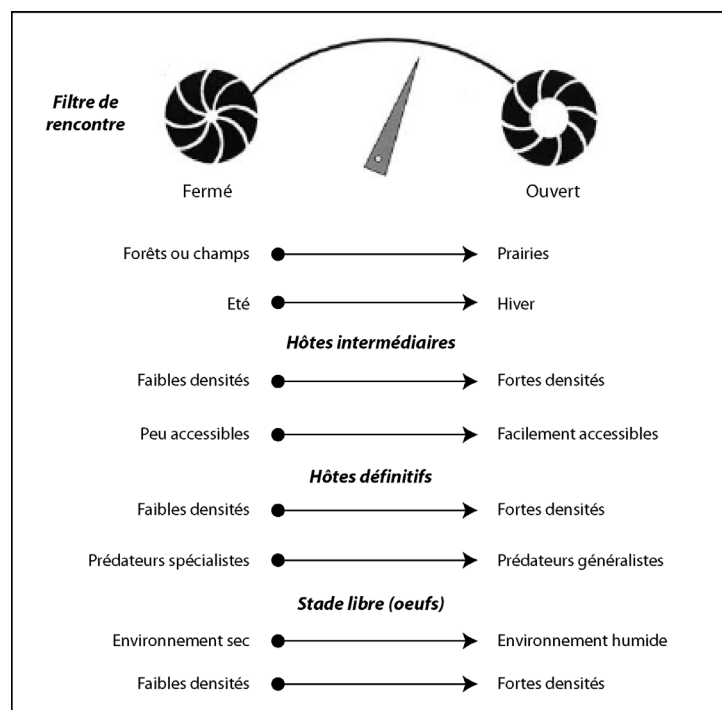 Filtre de
rencontre
Fermé
Ouvert
Forêts ou champs
Prairies
Eté
Hiver
Hôtes intermédiaires
Faibles densités
Fortes densités
Peu accessibles
Facilement accessibles
Hôtes définitifs
Faibles densités
Fortes densités
Prédateurs spécialistes
Prédateurs généralistes
Stade libre (oeufs)
Environnement sec
Environnement humide
Faibles densités
Fortes densités